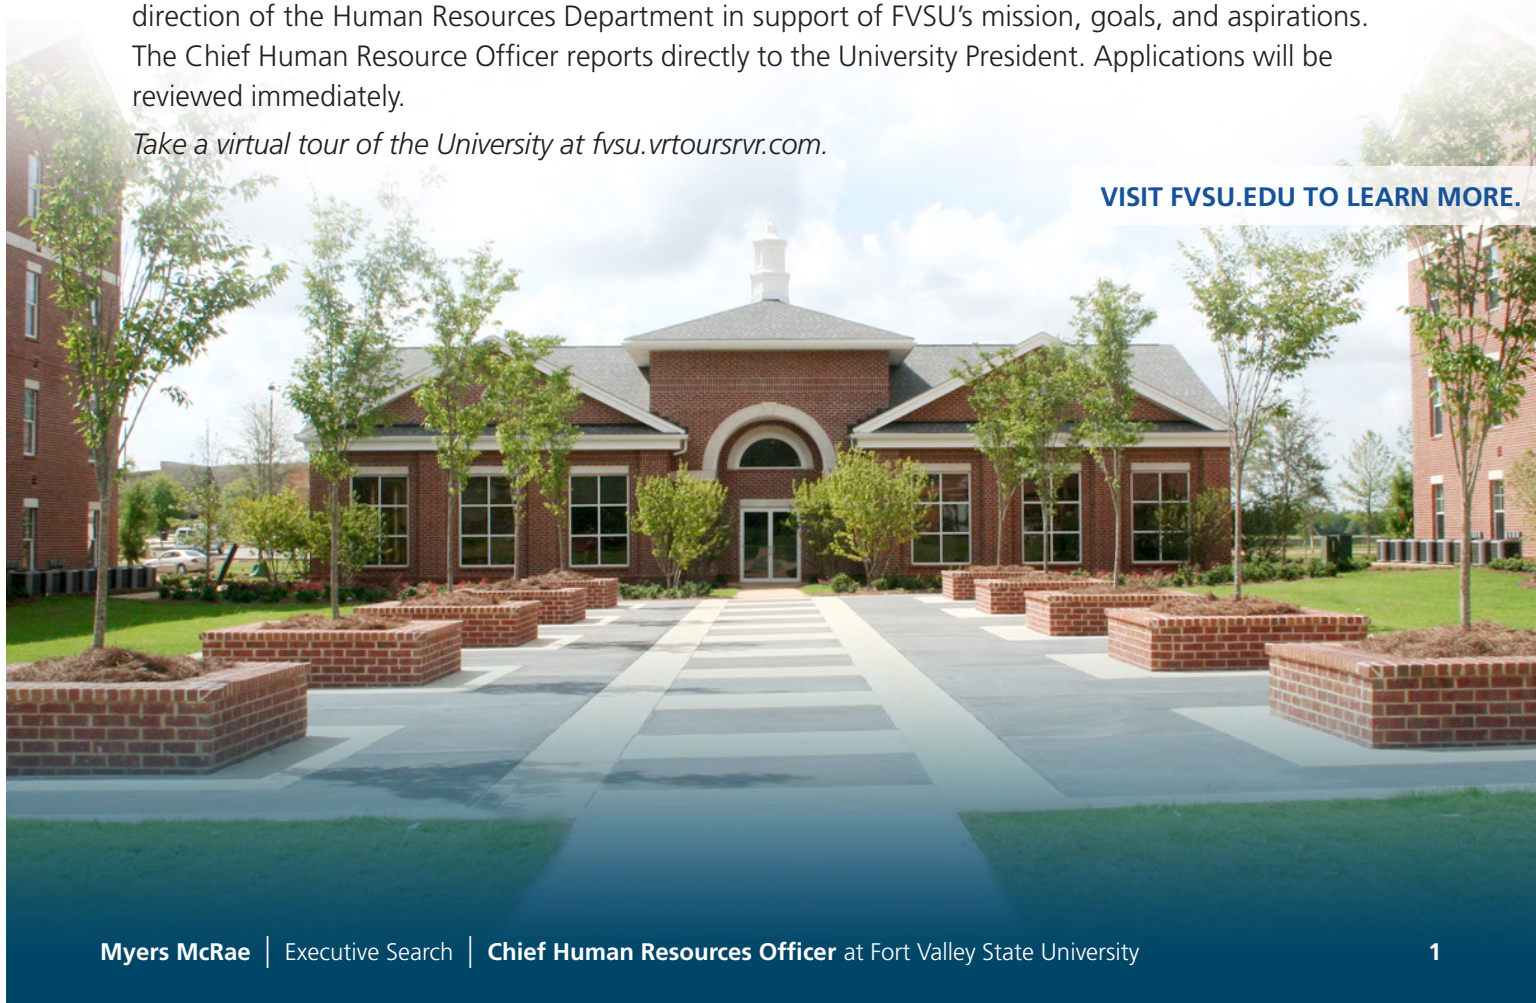 direction of the Human Resources Department in support of FVSU’s mission, goals, and aspirations.
The Chief Human Resource Officer reports directly to the University President. Applications will be
reviewed immediately.
Take a virtual tour of the University at fvsu.vrtoursrvr.com.
VISIT FVSU.EDU TO LEARN MORE.
Myers McRae | Executive Search | Chief Human Resources Officer at Fort Valley State University 1